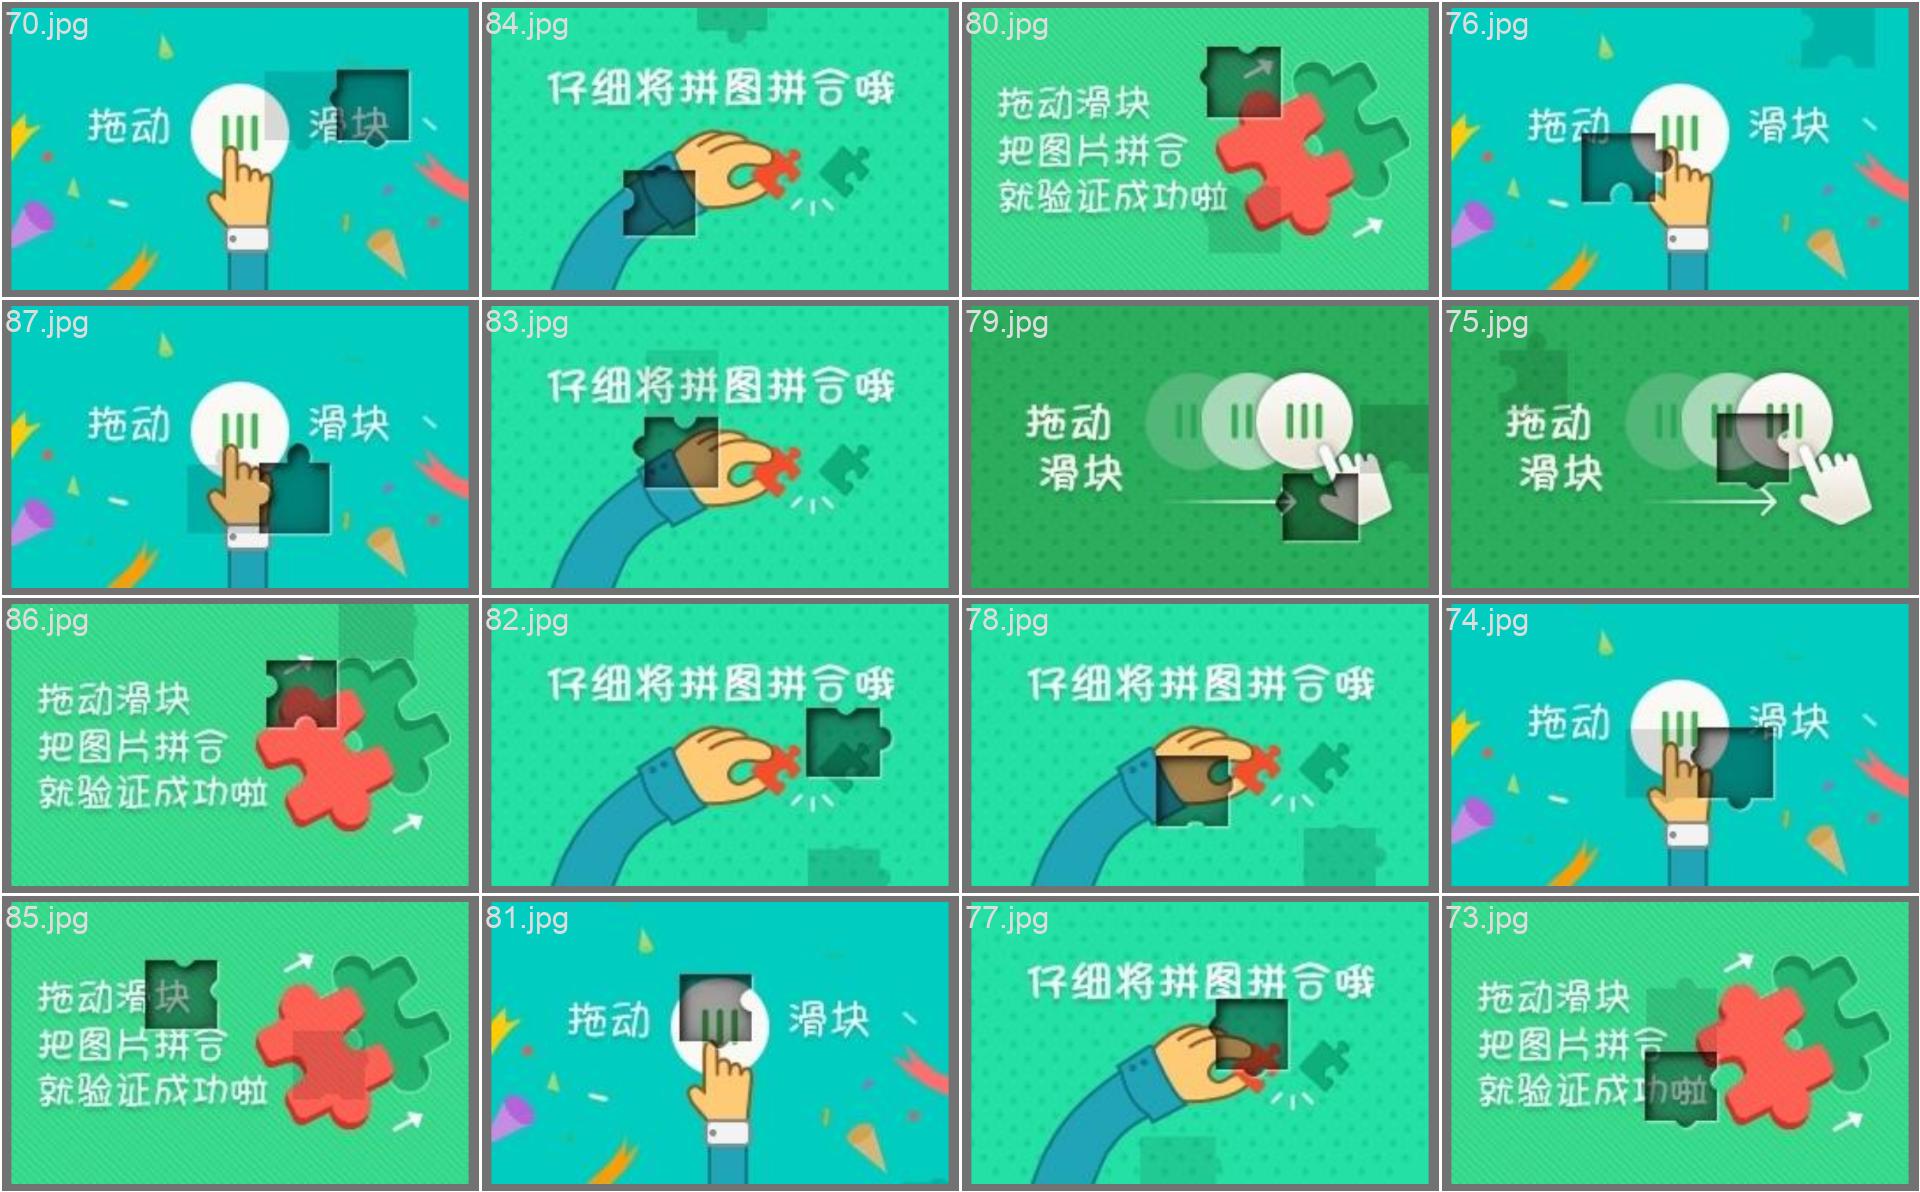 70.jpg
拖动 滑块
84.jpg
仔细将拼图拼合哦
80.jpg
拖动滑块
把图片拼合
就验证成功啦
76.jpg
拖动 滑块
87.jpg
拖动 滑块
83.jpg
仔细将拼图拼合哦
79.jpg
拖动
滑块
75.jpg
拖动
滑块
86.jpg
拖动滑块
把图片拼合
就验证成功啦
82.jpg
仔细将拼图拼合哦
78.jpg
仔细将拼图拼合哦
74.jpg
拖动 滑块
85.jpg
拖动滑块
把图片拼合
就验证成功啦
81.jpg
拖动 滑块
77.jpg
仔细将拼图拼合哦
73.jpg
拖动滑块
把图片拼合
就验证成功啦